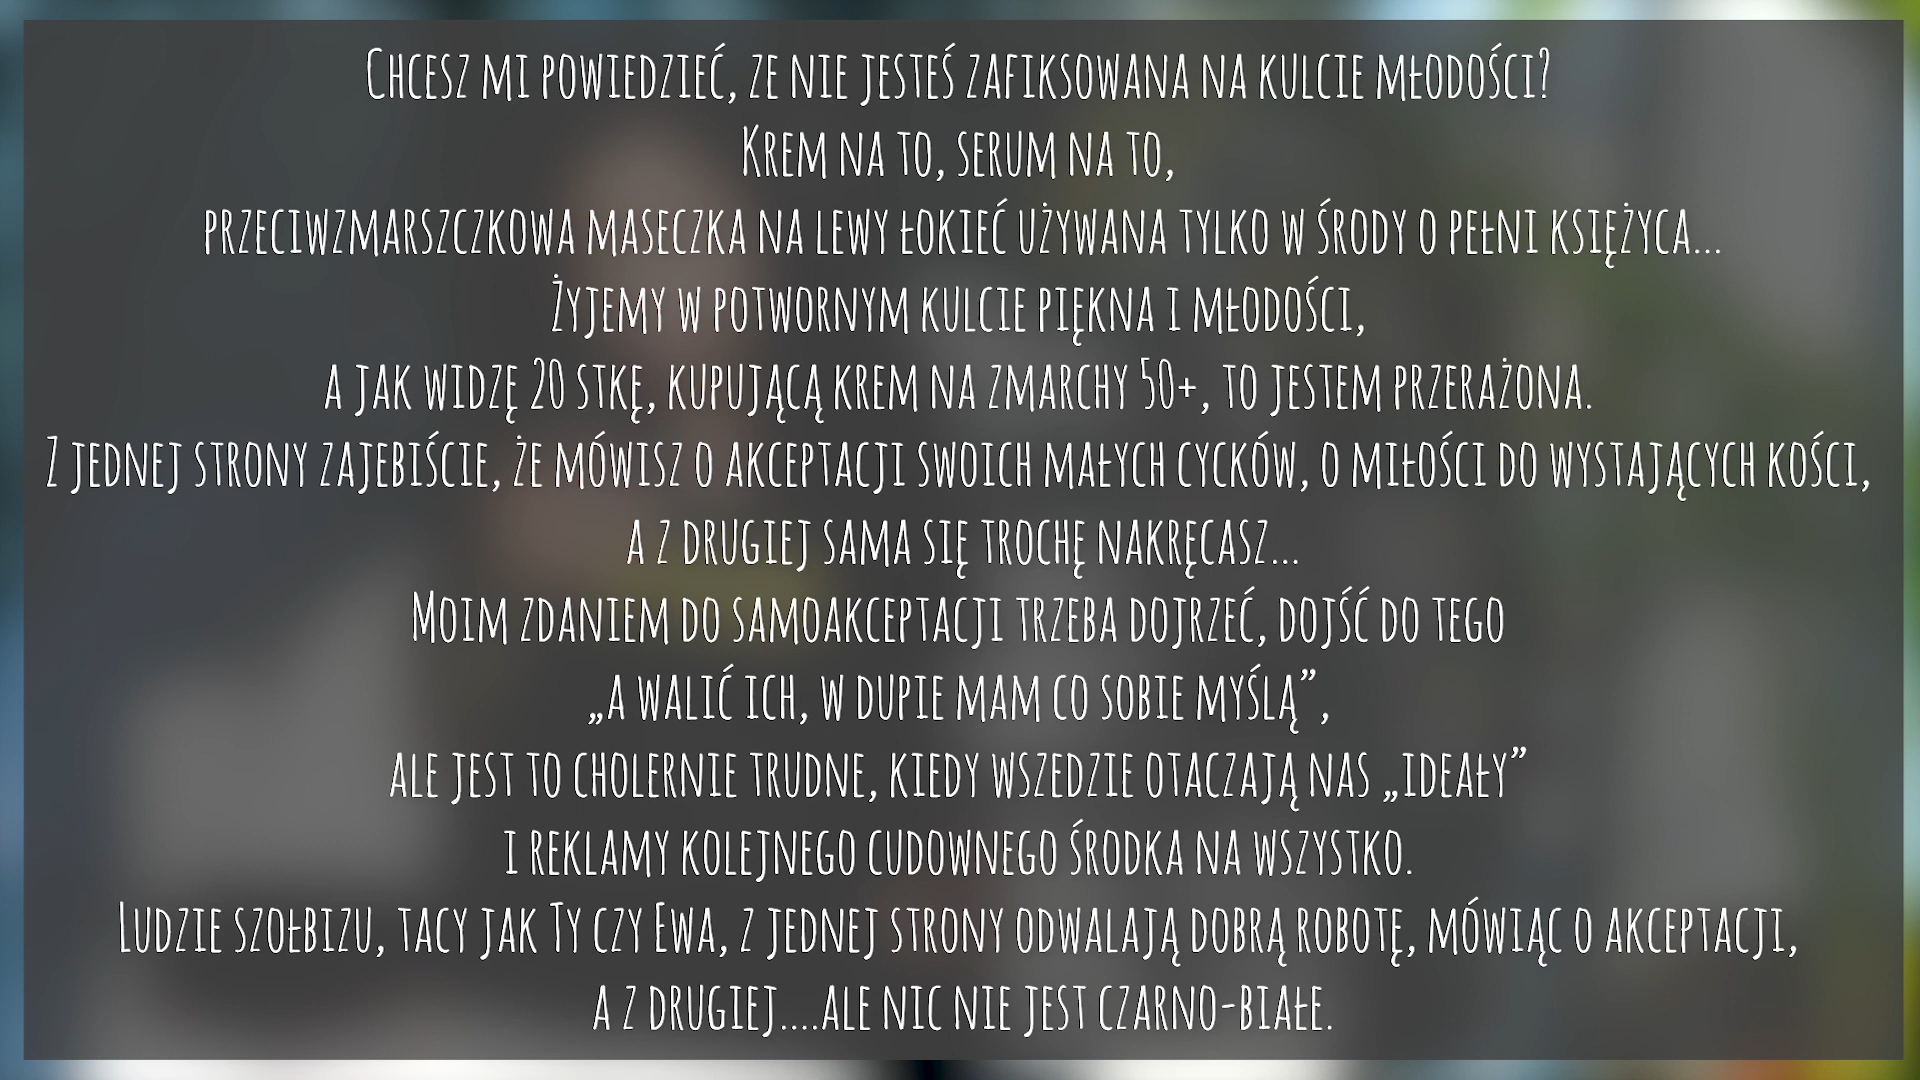 Chcesz mi powiedzieć, ze nie jesteś zafiksowana na kulcie młodości?
Krem na to, serum na to,
przeciwzmarszczkowa maseczka na lewy łokieć używana tylko w środy o pełni księżyca...
Żyjemy w potwornym kulcie piękna i młodości,
a jak widzę 20 stkę, kupującą krem na zmarchy 50+, to jestem przerażona.
Z jednej strony zajebiście, że mówisz o akceptacji swoich małych cycków, o miłości do wystających kości,
a z drugiej sama się trochę nakręcasz...
Moim zdaniem do samoakceptacji trzeba dojrzeć, dojść do tego
„a walić ich, w dupie mam co sobie myślą”,
ale jest to cholernie trudne, kiedy wszedzie otaczają nas „ideały”
i reklamy kolejnego cudownego środka na wszystko.
Ludzie szołbizu, tacy jak Ty czy Ewa, z jednej strony odwalają dobrą robotę, mówiąc o akceptacji,
a z drugiej....ale nic nie jest czarno-białe.